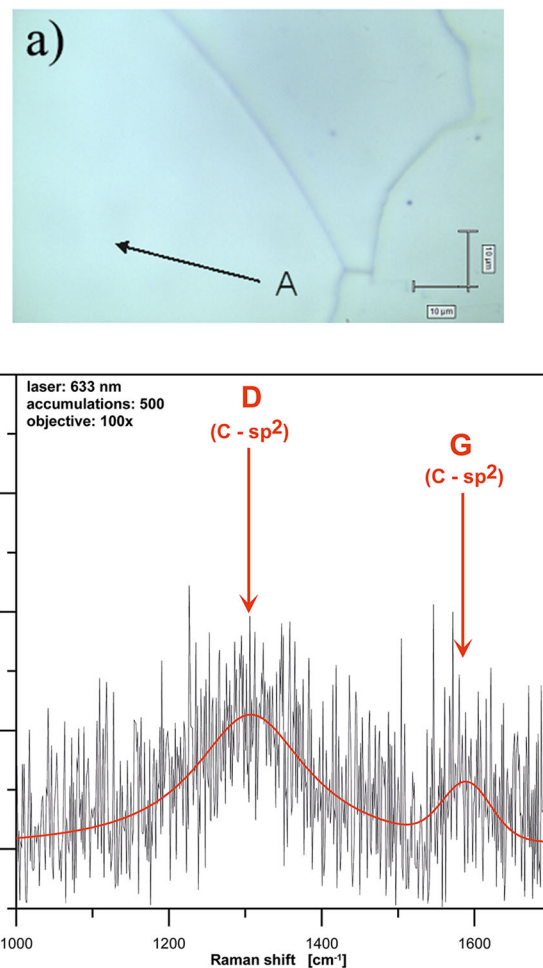 a)
A
10 µm
10 µm
laser: 633 nm
accumulations: 500
objective: 100x
D
(C - sp2)
G
(C - sp2)
1000 1200 1400 1600
Raman shift [cm-1]